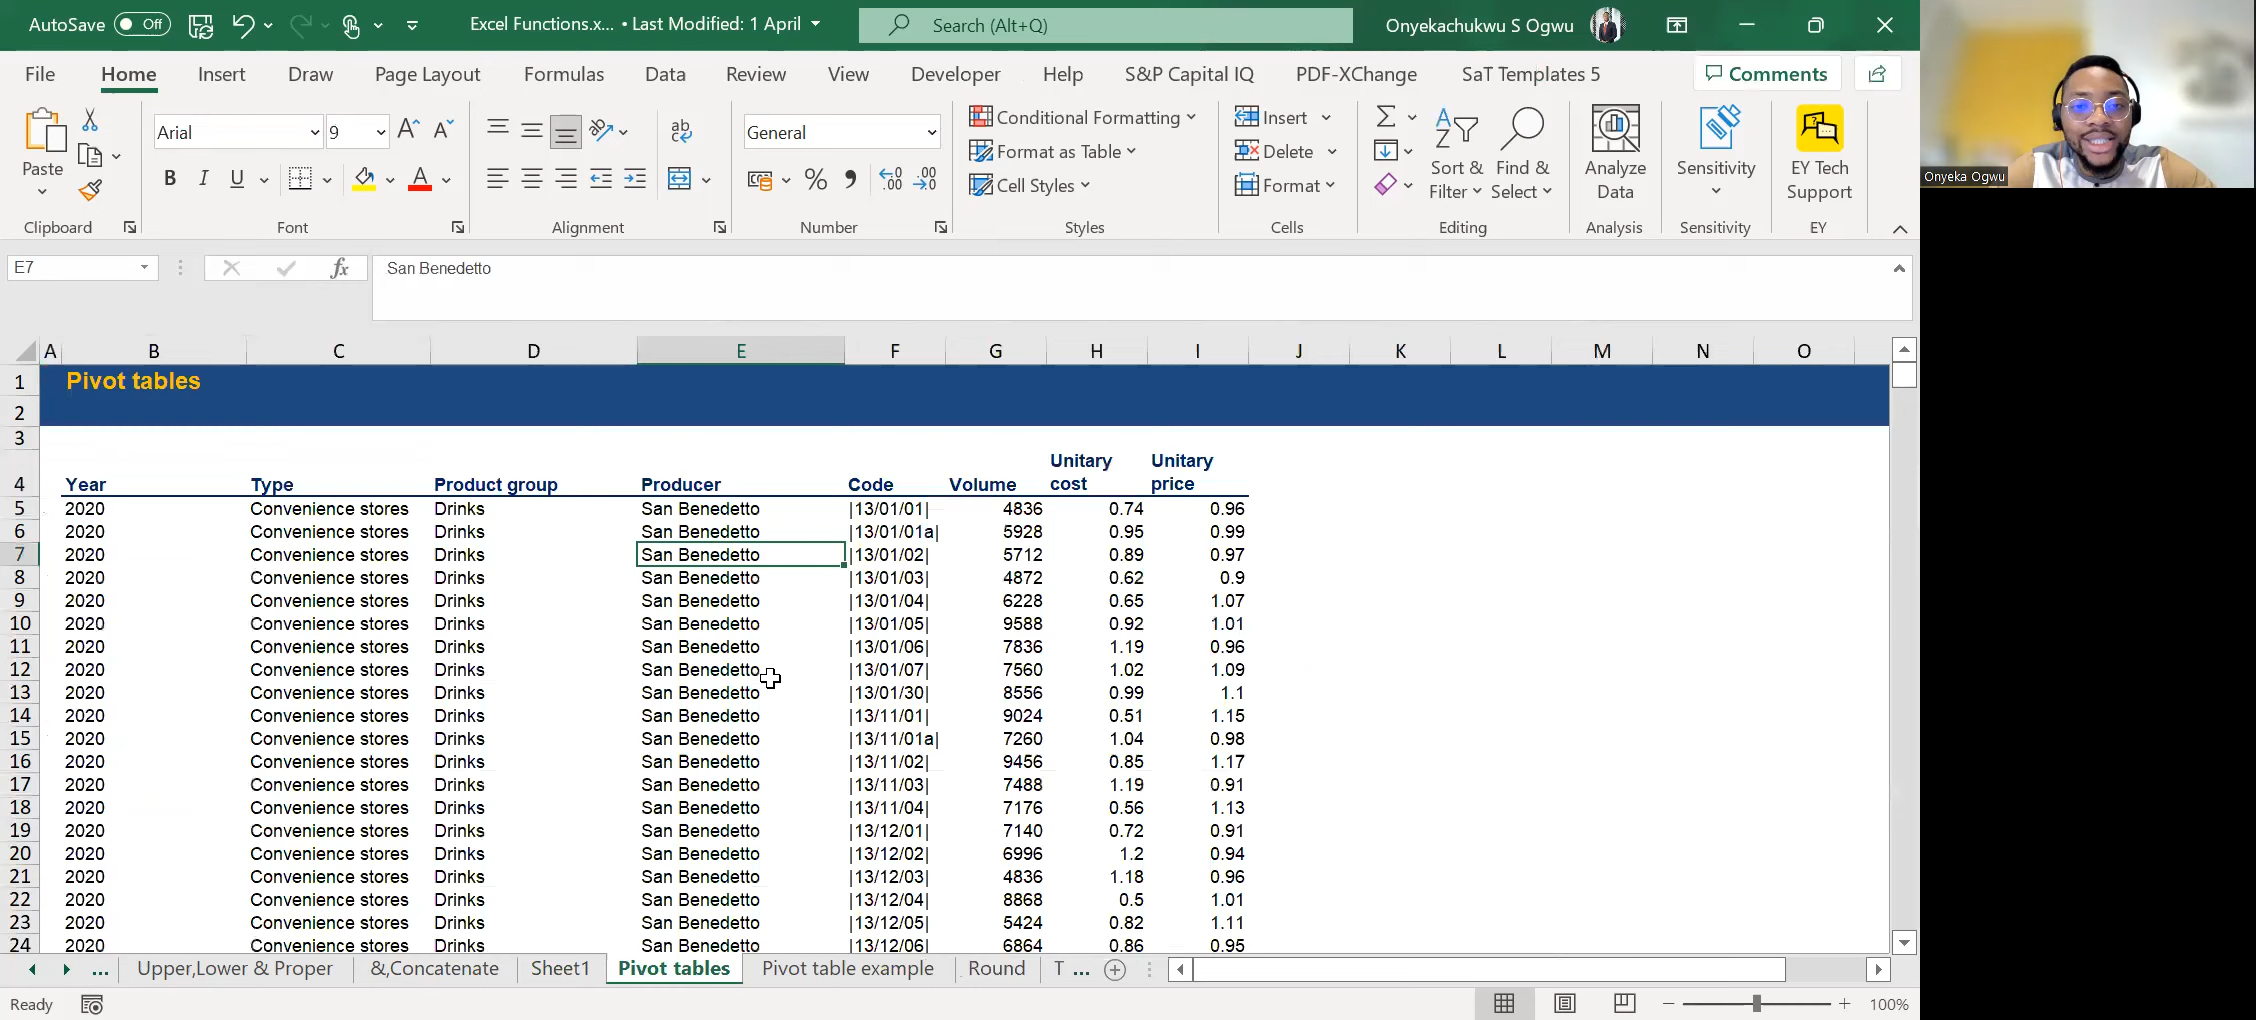 AutoSave Off Excel Functions.x... • Last Modified: 1 April Search (Alt+Q) Onyekachukwu S Ogwu
File Home Insert Draw Page Layout Formulas Data Review View Developer Help S&P Capital IQ PDF-XChange SaT Templates 5 Comments
Paste
Clipboard
Arial 9
B I U
Font
ab
Alignment
General
%
Number
Conditional Formatting
Format as Table
Cell Styles
Styles
Insert
Delete
Format
Cells
Sort &
Filter
Find &
Select
Editing
Analyze
Data
Analysis
Sensitivity
Sensitivity
EY Tech
Support
EY
Onyeka Ogwu
E7 fx San Benedetto
A B C D E F G H I J K L M N O
1 Pivot tables
2
3
4 Year Type Product group Producer Code Volume Unitary cost Unitary price
5 2020 Convenience stores Drinks San Benedetto |13/01/01| 4836 0.74 0.96
6 2020 Convenience stores Drinks San Benedetto |13/01/01a| 5928 0.95 0.99
7 2020 Convenience stores Drinks San Benedetto |13/01/02| 5712 0.89 0.97
8 2020 Convenience stores Drinks San Benedetto |13/01/03| 4872 0.62 0.9
9 2020 Convenience stores Drinks San Benedetto |13/01/04| 6228 0.65 1.07
10 2020 Convenience stores Drinks San Benedetto |13/01/05| 9588 0.92 1.01
11 2020 Convenience stores Drinks San Benedetto |13/01/06| 7836 1.19 0.96
12 2020 Convenience stores Drinks San Benedetto |13/01/07| 7560 1.02 1.09
13 2020 Convenience stores Drinks San Benedetto |13/01/30| 8556 0.99 1.1
14 2020 Convenience stores Drinks San Benedetto |13/11/01| 9024 0.51 1.15
15 2020 Convenience stores Drinks San Benedetto |13/11/01a| 7260 1.04 0.98
16 2020 Convenience stores Drinks San Benedetto |13/11/02| 9456 0.85 1.17
17 2020 Convenience stores Drinks San Benedetto |13/11/03| 7488 1.19 0.91
18 2020 Convenience stores Drinks San Benedetto |13/11/04| 7176 0.56 1.13
19 2020 Convenience stores Drinks San Benedetto |13/12/01| 7140 0.72 0.91
20 2020 Convenience stores Drinks San Benedetto |13/12/02| 6996 1.2 0.94
21 2020 Convenience stores Drinks San Benedetto |13/12/03| 4836 1.18 0.96
22 2020 Convenience stores Drinks San Benedetto |13/12/04| 8868 0.5 1.01
23 2020 Convenience stores Drinks San Benedetto |13/12/05| 5424 0.82 1.11
24 2020 Convenience stores Drinks San Benedetto |13/12/06| 6864 0.86 0.95
... Upper,Lower & Proper &,Concatenate Sheet1 Pivot tables Pivot table example Round T ...
Ready 100%